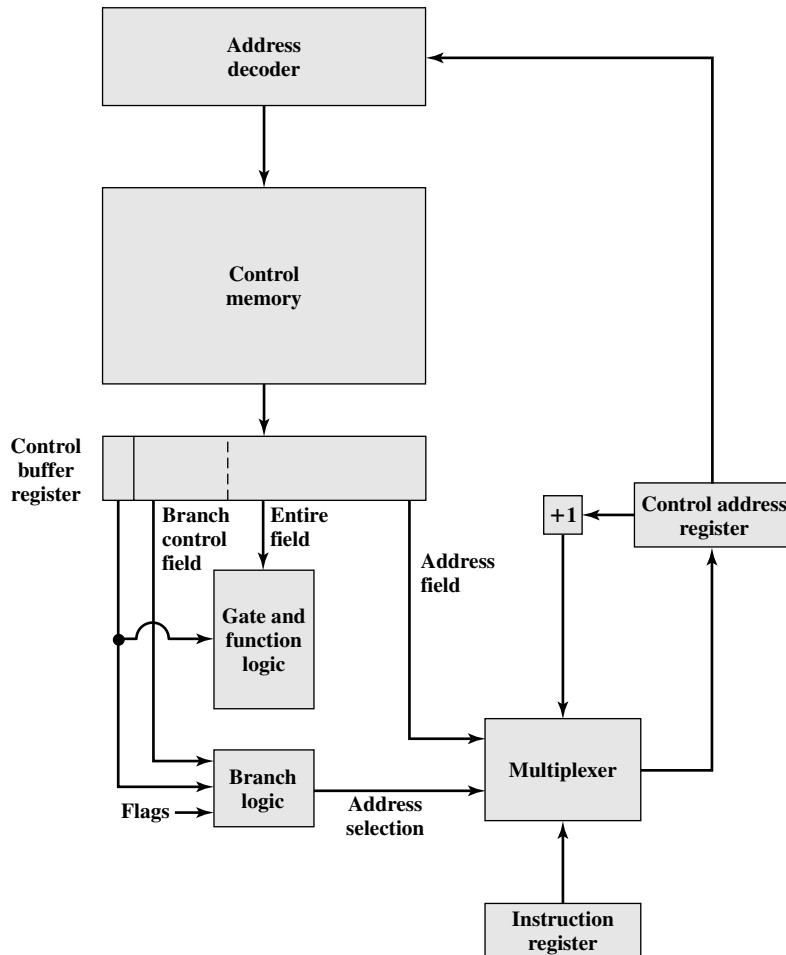 Address
decoder
Control
memory
Control
buffer
register
Branch
control
field
Entire
field
Address
field
+1
Control address
register
Gate and
function
logic
Branch
logic
Flags
Address
selection
Multiplexer
Instruction
register